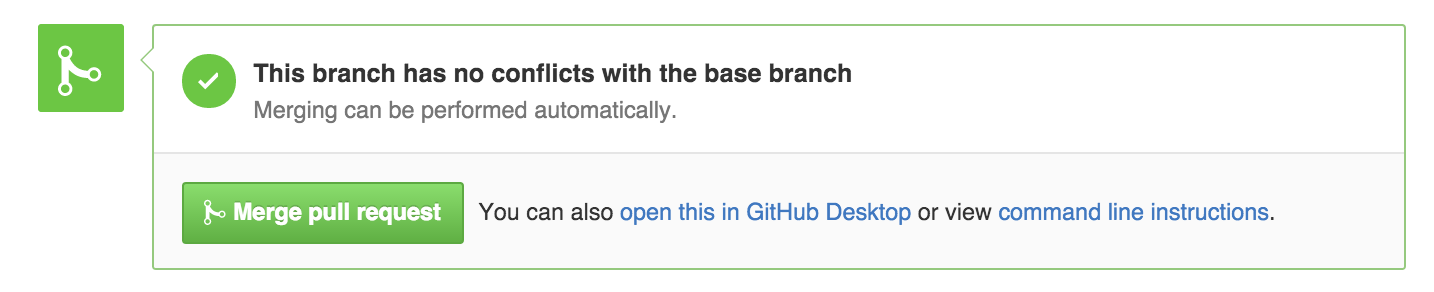 This branch has no conflicts with the base branch
Merging can be performed automatically.
Merge pull request You can also open this in GitHub Desktop or view command line instructions.